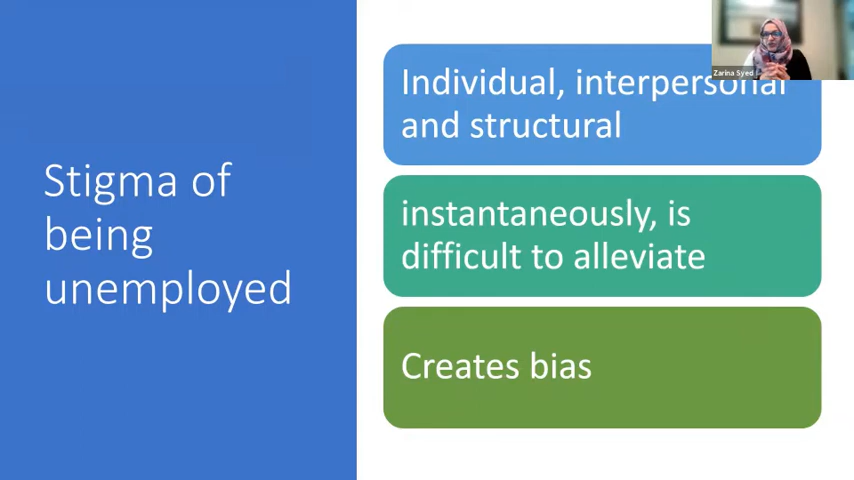 Stigma of
being
unemployed
Zarina Syed
Individual, interpersonal
and structural
instantaneously, is
difficult to alleviate
Creates bias